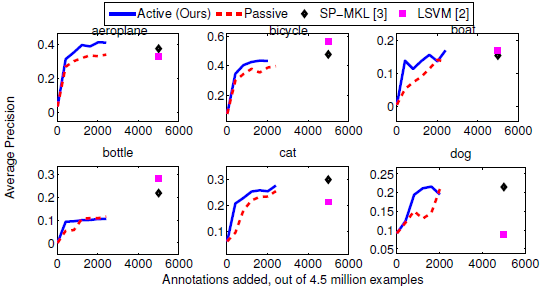 Active (Ours) Passive SP−MKL [3] LSVM [2]
aeroplane bicycle boat
0.4 0.2 0
0.6 0.4 0.2
0.2 0.1 0
0 2000 4000 6000 0 2000 4000 6000 0 2000 4000 6000
Average Precision
bottle cat dog
0.3 0.2 0.1 0
0.3 0.2 0.1 0
0.25 0.2 0.15 0.1 0.05
0 2000 4000 6000 0 2000 4000 6000 0 2000 4000 6000
Annotations added, out of 4.5 million examples